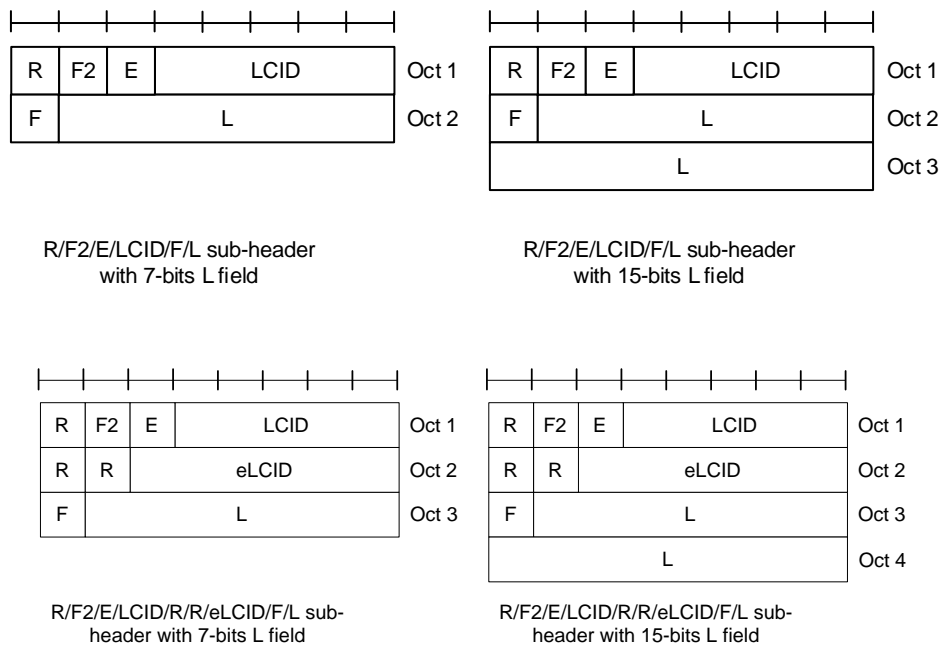 R F2 E LCID Oct 1
F L Oct 2
R/F2/E/LCID/F/L sub-header
with 7-bits L field
R F2 E LCID Oct 1
F L Oct 2
L Oct 3
R/F2/E/LCID/F/L sub-header
with 15-bits L field
R F2 E LCID Oct 1
R R eLCID Oct 2
F L Oct 3
R/F2/E/LCID/R/R/eLCID/F/L sub-
header with 7-bits L field
R F2 E LCID Oct 1
R R eLCID Oct 2
F L Oct 3
L Oct 4
R/F2/E/LCID/R/R/eLCID/F/L sub-
header with 15-bits L field